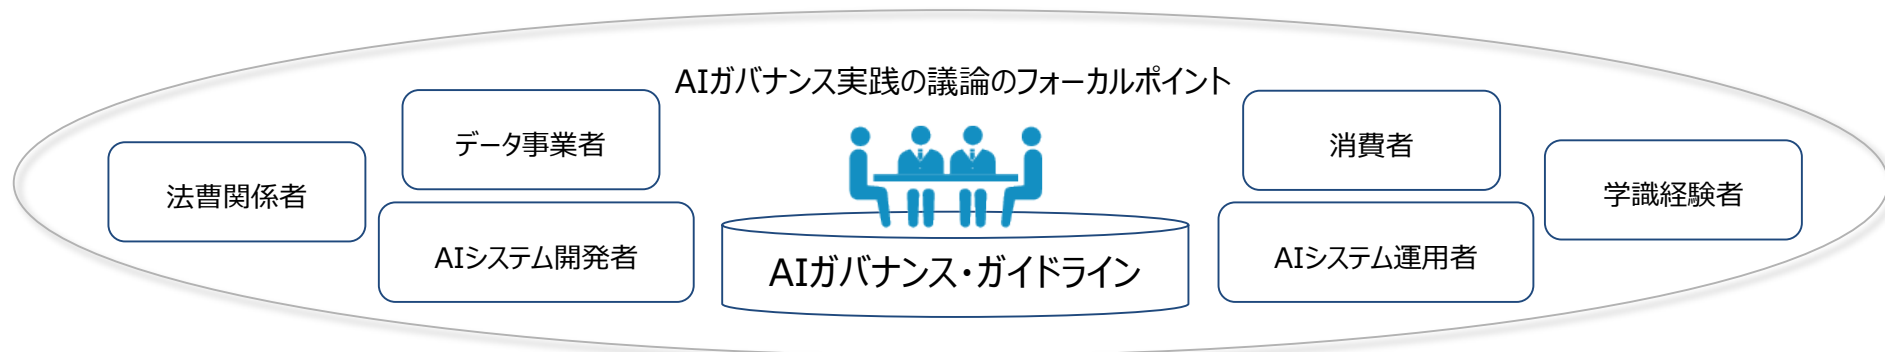 AIガバナンス実践の議論のフォーカルポイント
データ事業者
消費者
法曹関係者
学識経験者
AIシステム開発者
AIガバナンス・ガイドライン
AIシステム運用者